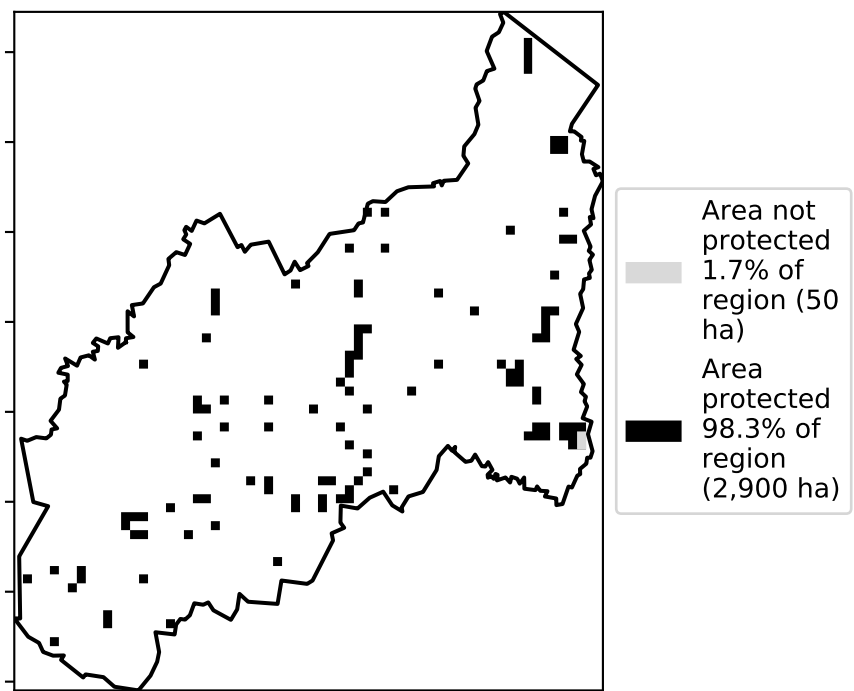 Area not
protected
1.7% of
region (50
ha)
Area
protected
98.3% of
region
(2,900 ha)